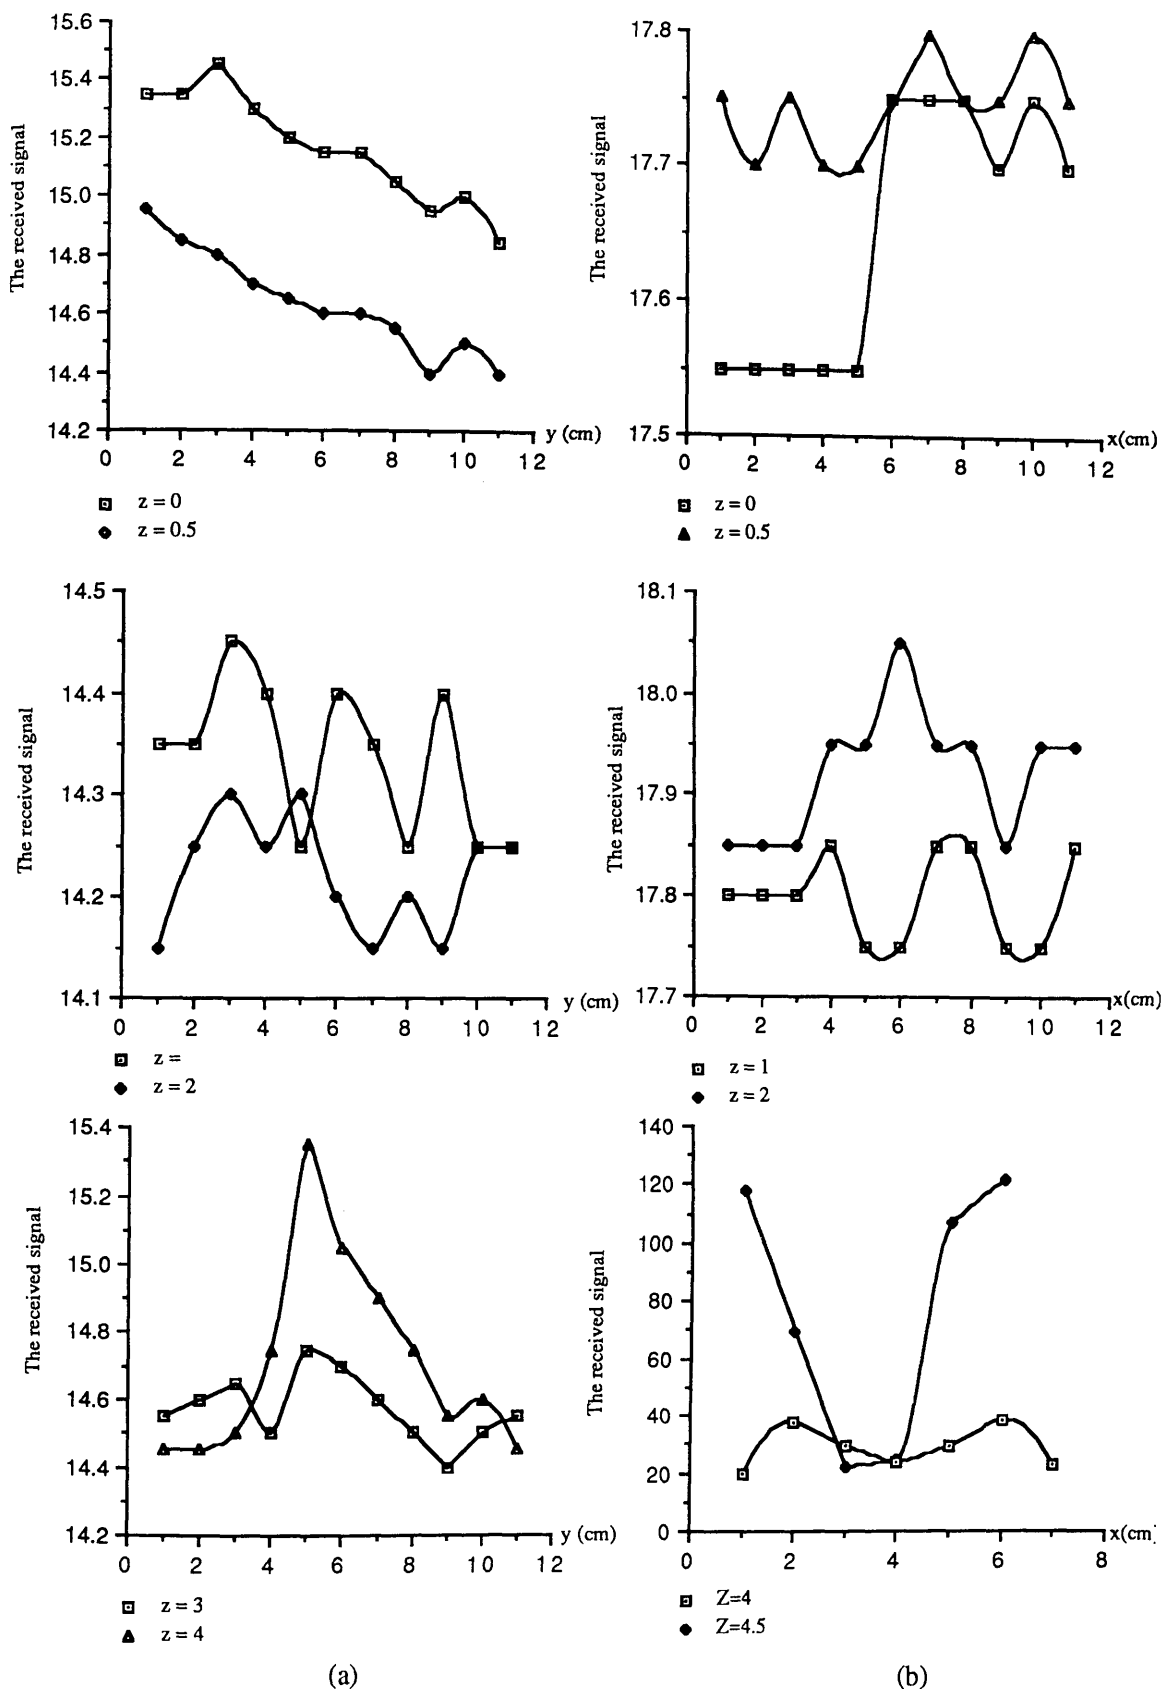 15.6
15.4
15.2
15.0
14.8
14.6
14.4
14.2
The received signal
0 2 4 6 8 10 12
y (cm)
z = 0
z = 0.5
17.8
17.7
17.6
17.5
The received signal
0 2 4 6 8 10 12
x(cm)
z = 0
z = 0.5
14.5
14.4
14.3
14.2
14.1
The received signal
0 2 4 6 8 10 12
y (cm)
z =
z = 2
18.1
18.0
17.9
17.8
17.7
The received signal
0 2 4 6 8 10 12
x(cm)
z = 1
z = 2
15.4
15.2
15.0
14.8
14.6
14.4
14.2
The received signal
0 2 4 6 8 10 12
y (cm)
z = 3
z = 4
(a)
140
120
100
80
60
40
20
0
The received signal
0 2 4 6 8
x(cm)
Z=4
Z=4.5
(b)